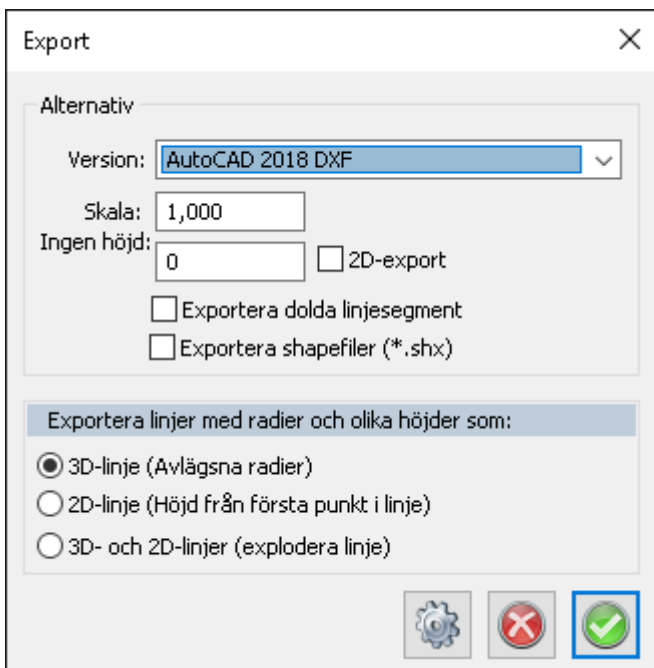 Export
Alternativ
Version: AutoCAD 2018 DXF
Skala: 1,000
Ingen höjd: 0 2D-export
Exportera dolda linjesegment
Exportera shapefiler (*.shx)
Exportera linjer med radier och olika höjder som:
3D-linje (Avlägsna radier)
2D-linje (Höjd från första punkt i linje)
3D- och 2D-linjer (explodera linje)